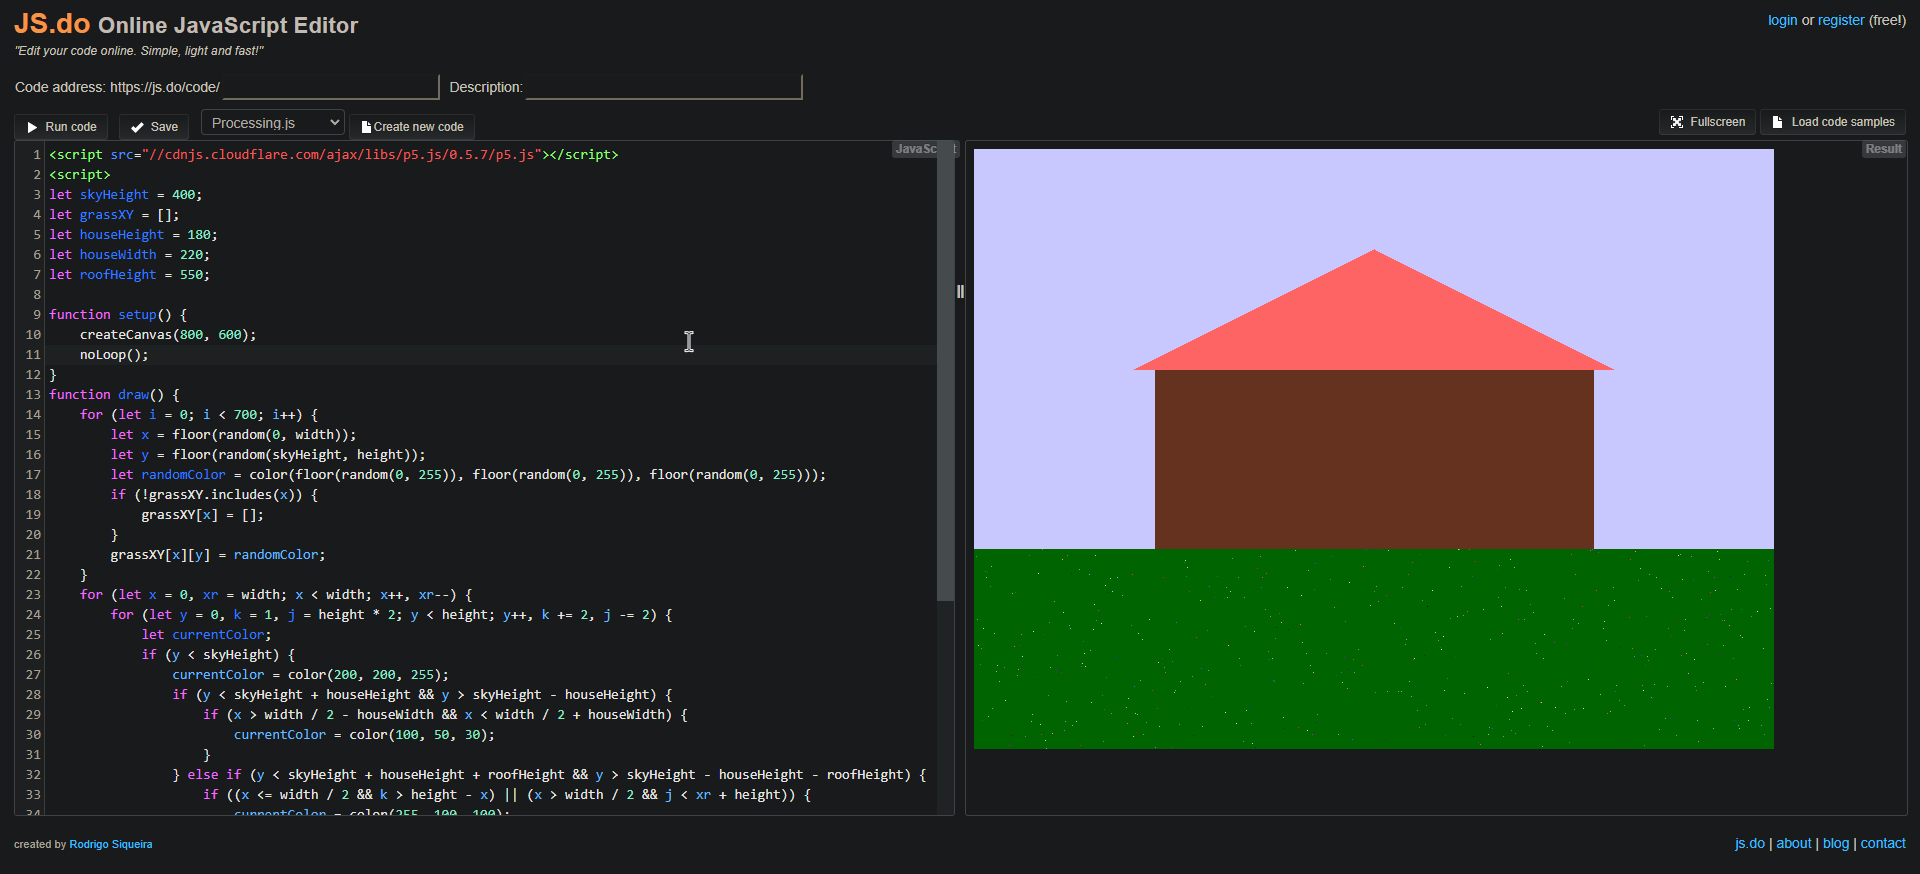 JS.do Online JavaScript Editor
login or register (free!)
"Edit your code online. Simple, light and fast!"
Code address: https://js.do/code/ Description:
Run code Save Processing.js Create new code Fullscreen Load code samples
JavaSc t
Result
1 <script src="//cdnjs.cloudflare.com/ajax/libs/p5.js/0.5.7/p5.js"></script>
2 <script>
3 let skyHeight = 400;
4 let grassXY = [];
5 let houseHeight = 180;
6 let houseWidth = 220;
7 let roofHeight = 550;
8
9 function setup() {
10     createCanvas(800, 600);
11     noLoop();
12 }
13 function draw() {
14     for (let i = 0; i < 700; i++) {
15         let x = floor(random(0, width));
16         let y = floor(random(skyHeight, height));
17         let randomColor = color(floor(random(0, 255)), floor(random(0, 255)), floor(random(0, 255)));
18         if (!grassXY.includes(x)) {
19             grassXY[x] = [];
20         }
21         grassXY[x][y] = randomColor;
22     }
23     for (let x = 0, xr = width; x < width; x++, xr--) {
24         for (let y = 0, k = 1, j = height * 2; y < height; y++, k += 2, j -= 2) {
25             let currentColor;
26             if (y < skyHeight) {
27                 currentColor = color(200, 200, 255);
28                 if (y < skyHeight + houseHeight && y > skyHeight - houseHeight) {
29                     if (x > width / 2 - houseWidth && x < width / 2 + houseWidth) {
30                         currentColor = color(100, 50, 30);
31                     }
32                 } else if (y < skyHeight + houseHeight + roofHeight && y > skyHeight - houseHeight - roofHeight) {
33                     if ((x <= width / 2 && k > height - x) || (x > width / 2 && j < xr + height)) {
34                         currentColor = color(255, 100, 100);
created by Rodrigo Siqueira
js.do | about | blog | contact